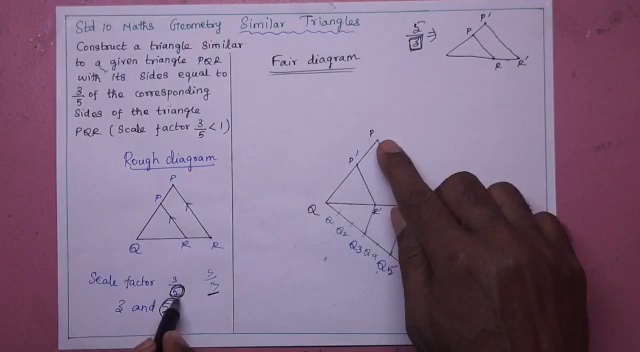 Std 10 Maths Geometry Similar Triangles
Construct a triangle similar
to a given triangle PQR
with its sides equal to
3/5 of the corresponding
sides of the triangle
PQR (Scale factor 3/5 < 1)
Rough diagram
P
P
Q
R
R
Scale factor 3/5
5/3
3 and 5
Fair diagram
5/3 ⇒
P'
P
R
R'
P
P'
Q
R'
Q1
Q2
Q3
Q4
Q5